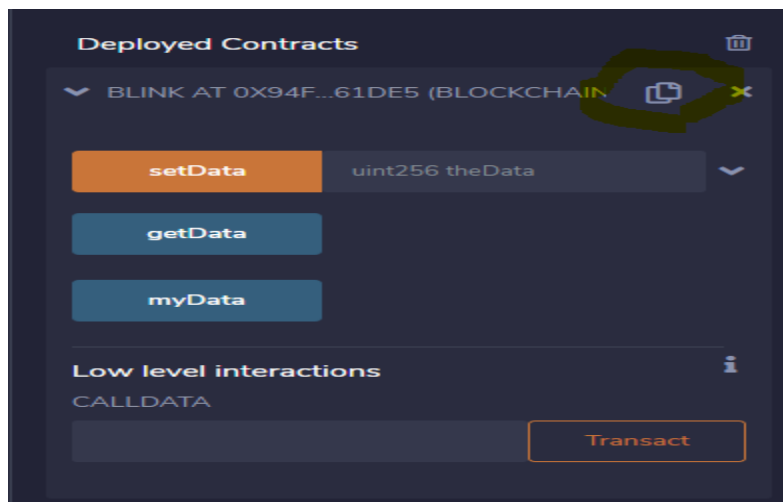 Deployed Contracts
BLINK AT 0X94F...61DE5 (BLOCKCHAIN
setData uint256 theData
getData
myData
Low level interactions
CALLDATA
Transact